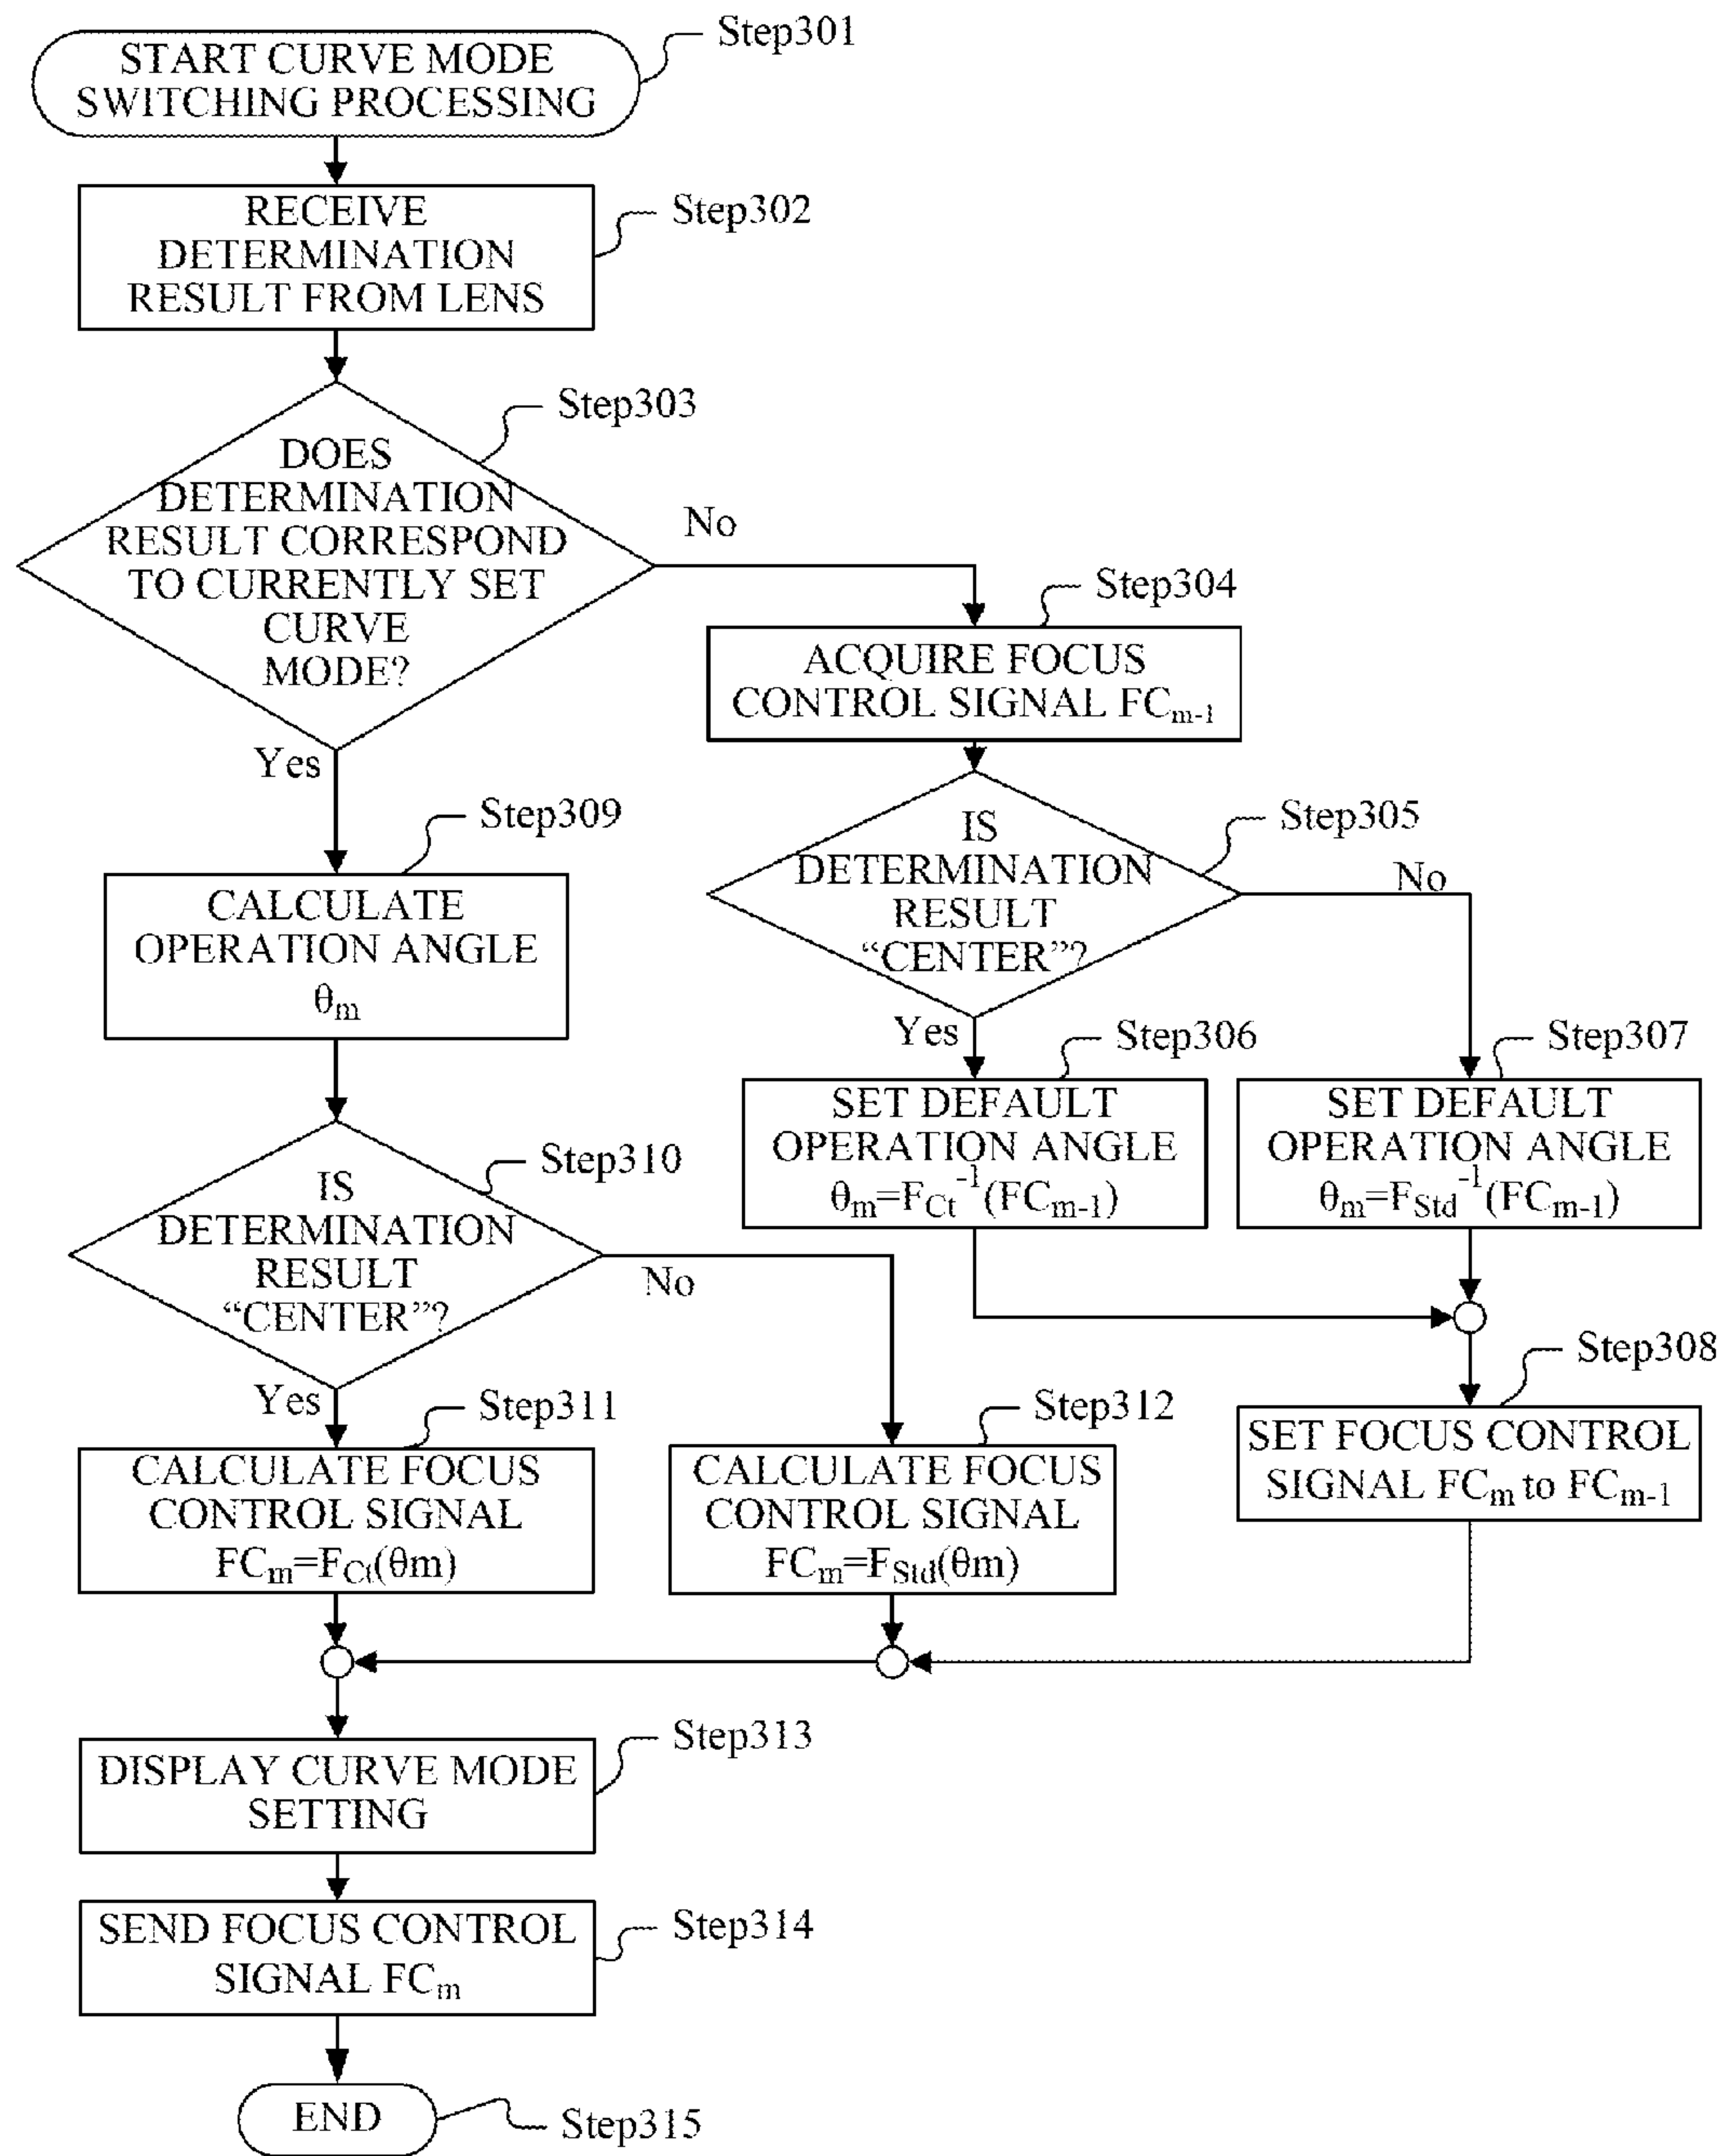 START CURVE MODE
SWITCHING PROCESSING
Step301
RECEIVE
DETERMINATION
RESULT FROM LENS
Step302
DOES
DETERMINATION
RESULT CORRESPOND
TO CURRENTLY SET
CURVE
MODE?
Step303
No
Yes
Step304
ACQUIRE FOCUS
CONTROL SIGNAL FCm-1
Step305
IS
DETERMINATION
RESULT
“CENTER”?
No
Yes
Step306
SET DEFAULT
OPERATION ANGLE
θm=FCt-1(FCm-1)
Step307
SET DEFAULT
OPERATION ANGLE
θm=FStd-1(FCm-1)
Step308
SET FOCUS CONTROL
SIGNAL FCm to FCm-1
Step309
CALCULATE
OPERATION ANGLE
θm
Step310
IS
DETERMINATION
RESULT
“CENTER”?
No
Yes
Step311
CALCULATE FOCUS
CONTROL SIGNAL
FCm=FCt(θm)
Step312
CALCULATE FOCUS
CONTROL SIGNAL
FCm=FStd(θm)
Step313
DISPLAY CURVE MODE
SETTING
Step314
SEND FOCUS CONTROL
SIGNAL FCm
END
Step315